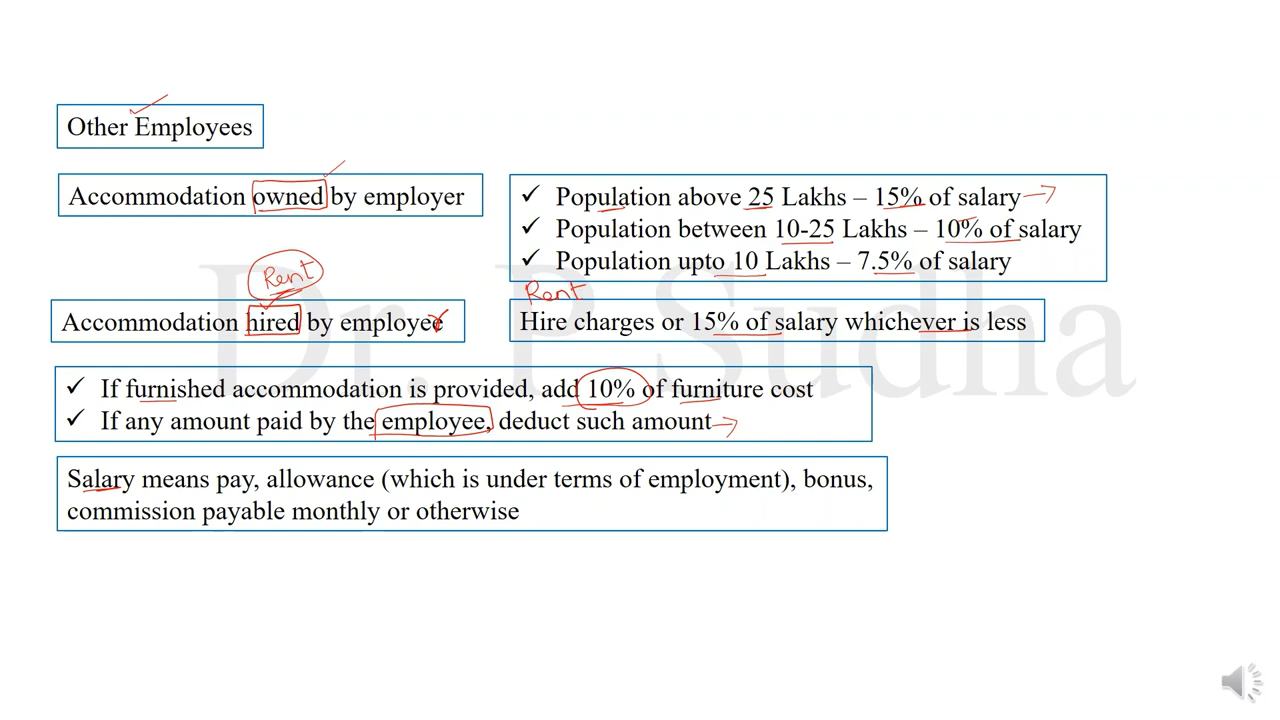 Other Employees
Accommodation owned by employer
✓ Population above 25 Lakhs – 15% of salary
✓ Population between 10-25 Lakhs – 10% of salary
✓ Population upto 10 Lakhs – 7.5% of salary
Rent
Rent
Accommodation hired by employer
Hire charges or 15% of salary whichever is less
✓ If furnished accommodation is provided, add 10% of furniture cost
✓ If any amount paid by the employee, deduct such amount
Salary means pay, allowance (which is under terms of employment), bonus,
commission payable monthly or otherwise
Dr. P Sudha